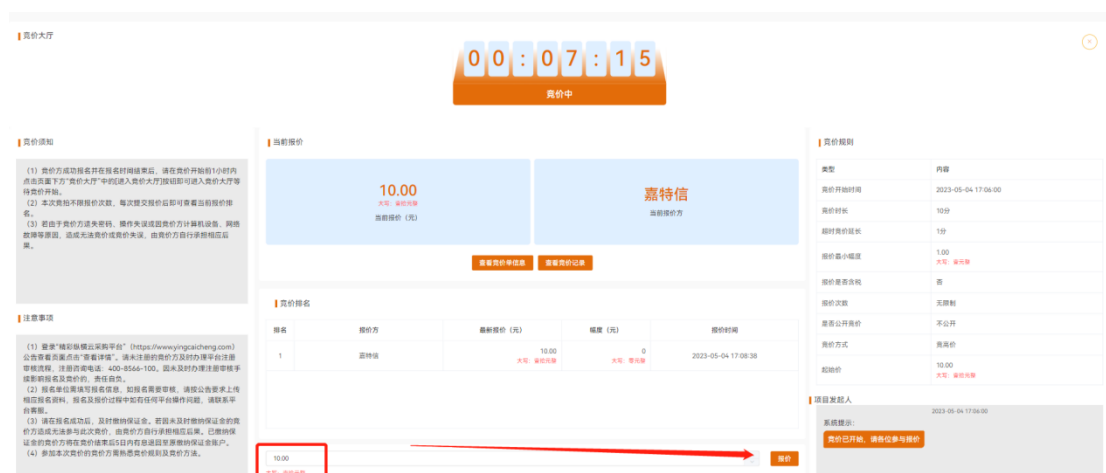 竞价大厅
00:07:15
竞价中
竞价须知
（1）竞价方成功报名并在报名时间结束后，请在竞价开始前1小时内
点击页面下方“竞价大厅”中的[进入竞价大厅]按钮即可进入竞价大厅等
待竞价开始。
（2）本次竞拍不限报价次数，每次提交报价后即可查看当前报价排
名。
（3）若由于竞价方遗失密码、操作失误或因竞价方计算机设备、网络
故障等原因，造成无法竞价或竞价失误，由竞价方自行承担相应后
果。
注意事项
（1）登录“精彩纵横云采购平台”（https://www.yingcaicheng.com）
公告查看页面点击“查看详情”。请未注册的竞价方及时办理平台注册
审核流程，注册咨询电话：400-8566-100。因未及时办理注册审核手
续影响报名及竞价的，责任自负。
（2）报名单位需填写报名信息，如报名需要审核，请按公告要求上传
相应报名资料，报名及报价过程中如有任何平台操作问题，请联系平
台客服。
（3）请在报名成功后，及时缴纳保证金。若因未及时缴纳保证金的竞
价方造成无法参与此次竞价，由竞价方自行承担相应后果。已缴纳保
证金的竞价方将在竞价结束后5日内有息退回至原缴纳保证金账户。
（4）参加本次竞价的竞价方需熟悉竞价规则及竞价方法。
当前报价
10.00
大写：壹拾元整
当前报价（元）
嘉特信
当前报价方
查看竞价单信息 查看竞价记录
竞价排名
排名 报价方 最新报价（元） 幅度（元） 报价时间
1 嘉特信 10.00 0 2023-05-04 17:08:38
大写：壹拾元整 大写：零元整
10.00 报价
竞价规则
类型 内容
竞价开始时间 2023-05-04 17:06:00
竞价时长 10分
超时竞价延长 1分
报价最小幅度 1.00
大写：壹元整
报价是否含税 否
报价次数 无限制
是否公开竞价 不公开
竞价方式 竞高价
起始价 10.00
大写：壹拾元整
项目发起人
2023-05-04 17:06:00
系统提示：
竞价已开始，请各位参与报价